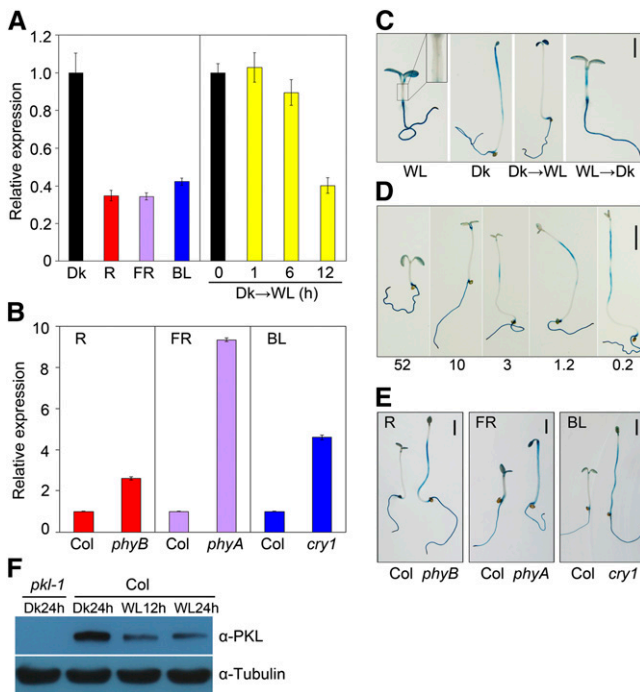 A
Relative expression
1.2
1.0
0.8
0.6
0.4
0.2
0
Dk R FR BL
0 1 6 12
Dk→WL (h)
B
Relative expression
10
8
6
4
2
0
R FR BL
Col phyB Col phyA Col cry1
C
WL Dk Dk→WL WL→Dk
D
52 10 3 1.2 0.2
E
R FR BL
Col phyB Col phyA Col cry1
F
pkl-1 Col
Dk24h Dk24h WL12h WL24h
α-PKL
α-Tubulin